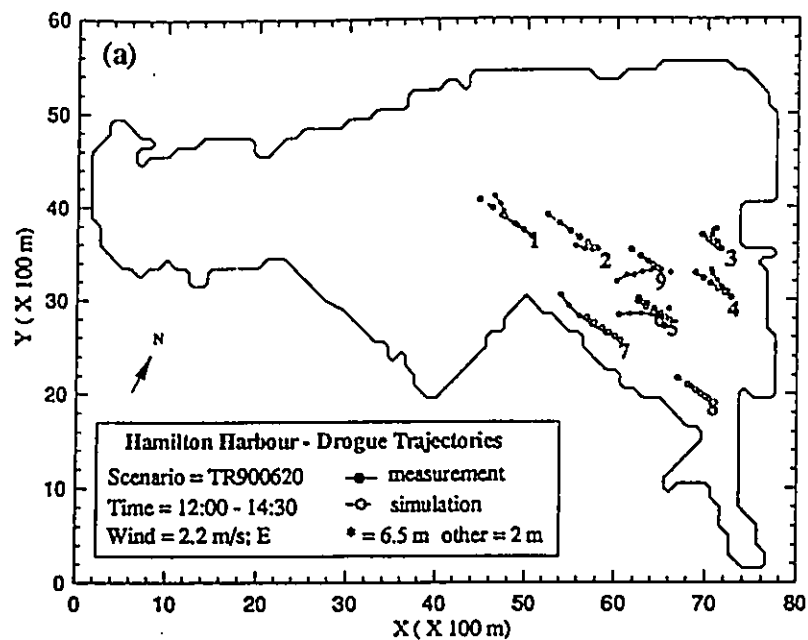 (a)
60
50
40
30
20
10
0
Y ( X 100 m)
N
1
2
3
9
4
5
7
8
Hamilton Harbour - Drogue Trajectories
Scenario = TR900620
measurement
Time = 12:00 - 14:30
simulation
Wind = 2.2 m/s; E
* = 6.5 m other = 2 m
0 10 20 30 40 50 60 70 80
X ( X 100 m)